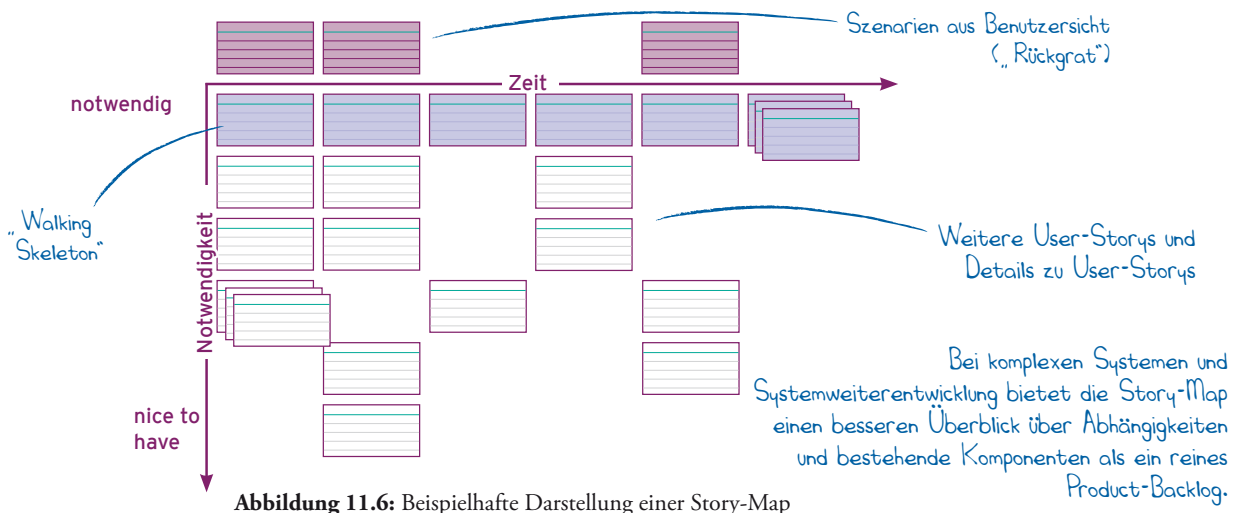 Szenarien aus Benutzersicht
(„Rückgrat“)
Zeit
notwendig
„Walking
Skeleton“
Notwendigkeit
Weitere User-Storys und
Details zu User-Storys
nice to
have
Bei komplexen Systemen und
Systemweiterentwicklung bietet die Story-Map
einen besseren Überblick über Abhängigkeiten
und bestehende Komponenten als ein reines
Product-Backlog.
Abbildung 11.6: Beispielhafte Darstellung einer Story-Map